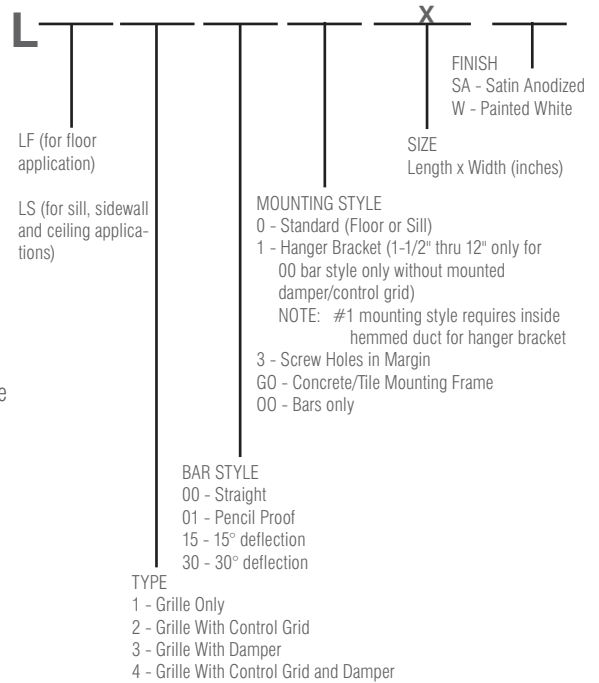 L
X
FINISH
SA - Satin Anodized
W - Painted White
LF (for floor
application)
LS (for sill, sidewall
and ceiling applica-
tions)
SIZE
Length x Width (inches)
MOUNTING STYLE
0 - Standard (Floor or Sill)
1 - Hanger Bracket (1-1/2" thru 12" only for
00 bar style only without mounted
damper/control grid)
NOTE: #1 mounting style requires inside
hemmed duct for hanger bracket
3 - Screw Holes in Margin
GO - Concrete/Tile Mounting Frame
OO - Bars only
e
BAR STYLE
00 - Straight
01 - Pencil Proof
15 - 15° deflection
30 - 30° deflection
TYPE
1 - Grille Only
2 - Grille With Control Grid
3 - Grille With Damper
4 - Grille With Control Grid and Damper